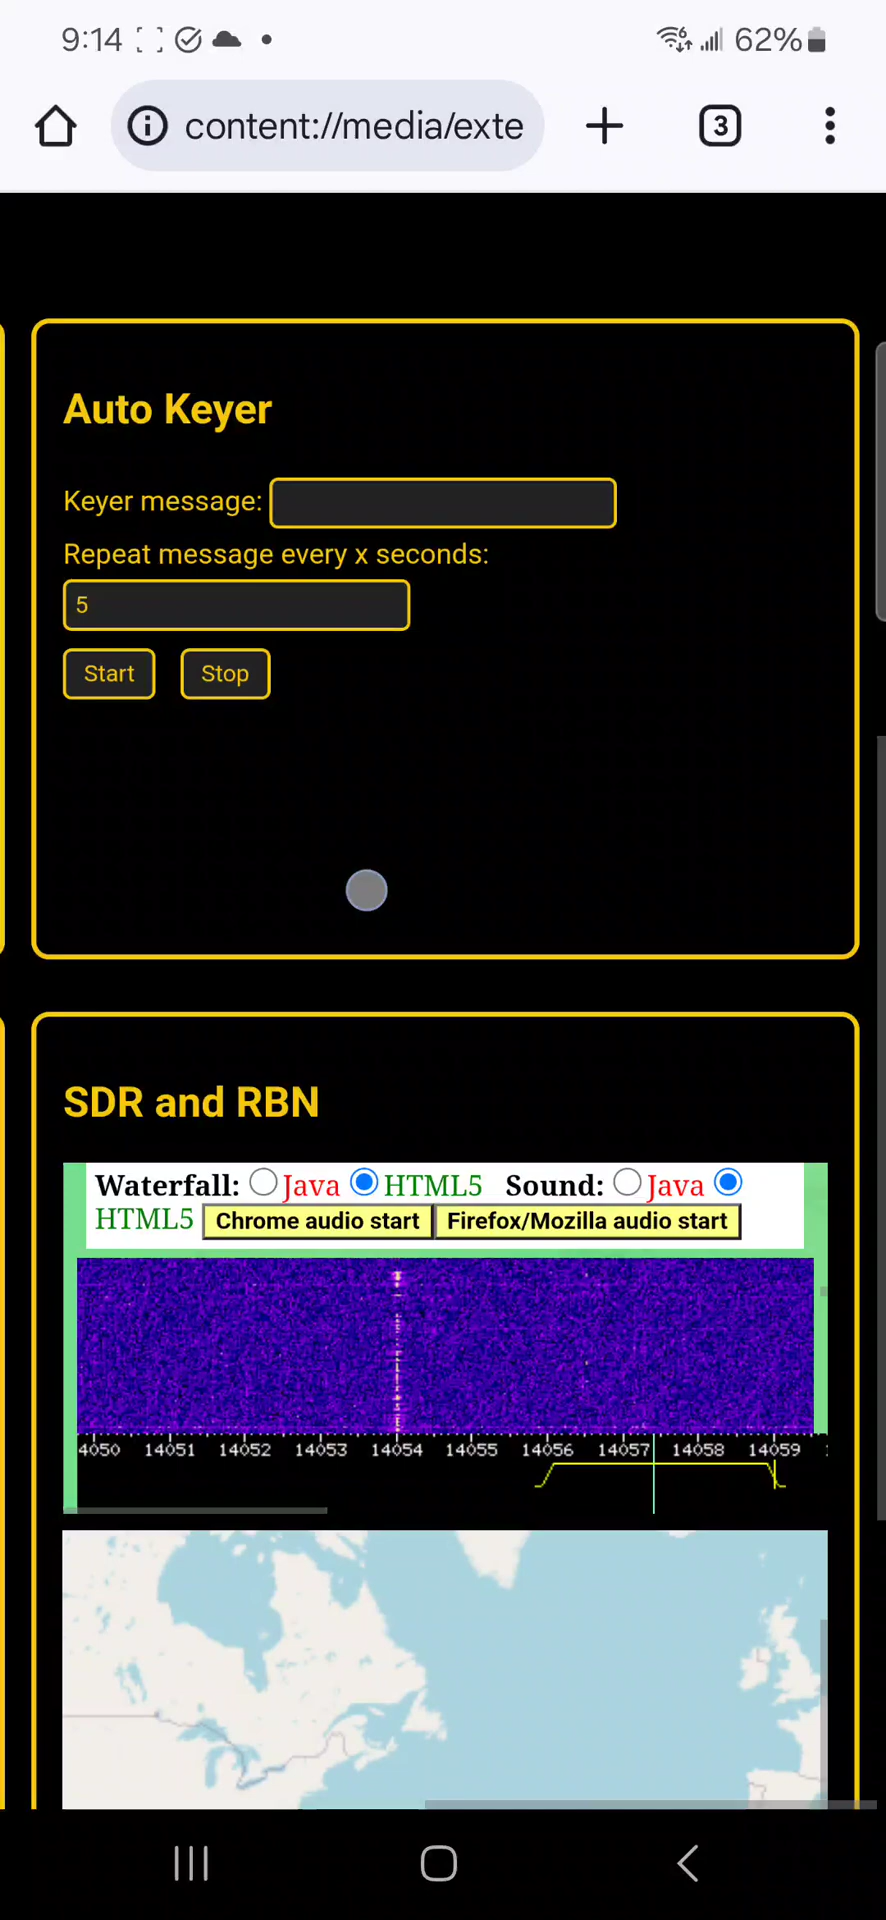 9:14 62%
content://media/exte 3
Auto Keyer
Keyer message:
Repeat message every x seconds:
5
Start Stop
SDR and RBN
Waterfall: Java HTML5 Sound: Java
HTML5 Chrome audio start Firefox/Mozilla audio start
4050 14051 14052 14053 14054 14055 14056 14057 14058 14059